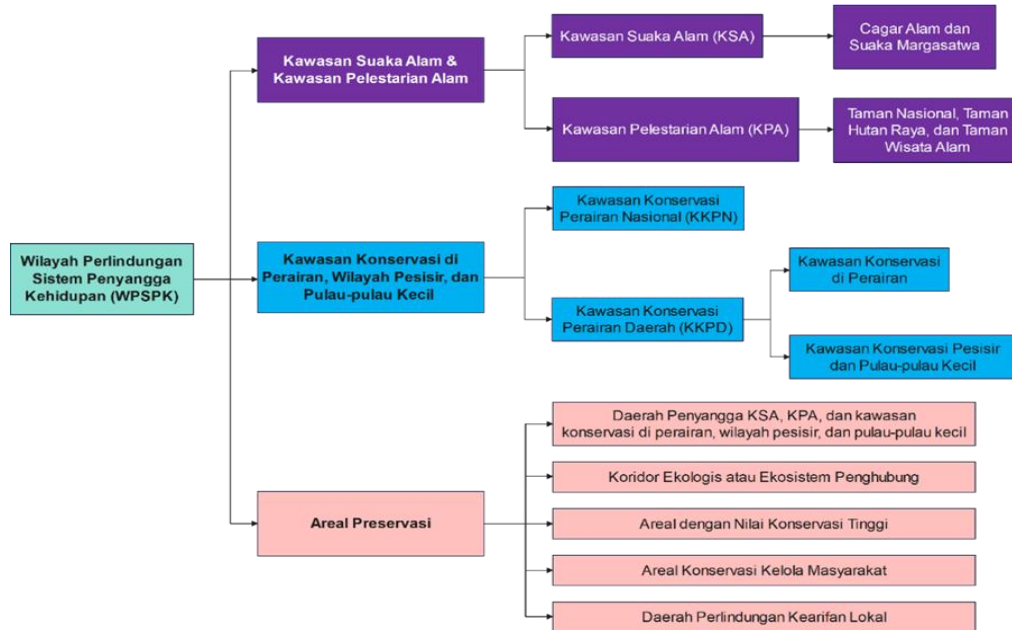 Wilayah Perlindungan
Sistem Penyangga
Kehidupan (WPSPK)
Kawasan Suaka Alam &
Kawasan Pelestarian Alam
Kawasan Suaka Alam (KSA)
Cagar Alam dan
Suaka Margasatwa
Kawasan Pelestarian Alam (KPA)
Taman Nasional, Taman
Hutan Raya, dan Taman
Wisata Alam
Kawasan Konservasi di
Perairan, Wilayah Pesisir, dan
Pulau-pulau Kecil
Kawasan Konservasi
Perairan Nasional (KKPN)
Kawasan Konservasi
Perairan Daerah (KKPD)
Kawasan Konservasi
di Perairan
Kawasan Konservasi Pesisir
dan Pulau-pulau Kecil
Areal Preservasi
Daerah Penyangga KSA, KPA, dan kawasan
konservasi di perairan, wilayah pesisir, dan pulau-pulau kecil
Koridor Ekologis atau Ekosistem Penghubung
Areal dengan Nilai Konservasi Tinggi
Areal Konservasi Kelola Masyarakat
Daerah Perlindungan Kearifan Lokal